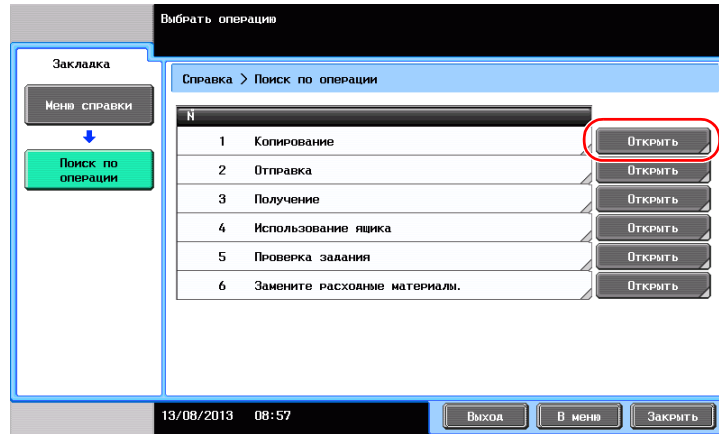 Выбрать операцию
Закладка
Меню справки
Поиск по
операции
Справка > Поиск по операции
N
1 Копирование Открыть
2 Отправка Открыть
3 Получение Открыть
4 Использование ящика Открыть
5 Проверка задания Открыть
6 Замените расходные материалы. Открыть
13/08/2013 08:57 Выход В меню Закрыть